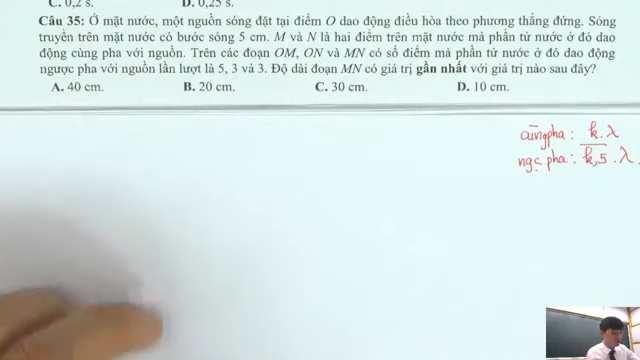 C. 0,2 s. D. 0,25 s.
Câu 35: Ở mặt nước, một nguồn sóng đặt tại điểm O dao động điều hòa theo phương thẳng đứng. Sóng
truyền trên mặt nước có bước sóng 5 cm. M và N là hai điểm trên mặt nước mà phần tử nước ở đó dao
động cùng pha với nguồn. Trên các đoạn OM, ON và MN có số điểm mà phần tử nước ở đó dao động
ngược pha với nguồn lần lượt là 5, 3 và 3. Độ dài đoạn MN có giá trị gần nhất với giá trị nào sau đây?
A. 40 cm. B. 20 cm. C. 30 cm. D. 10 cm.
cùng pha : k.λ
ngc pha : k,5 .λ